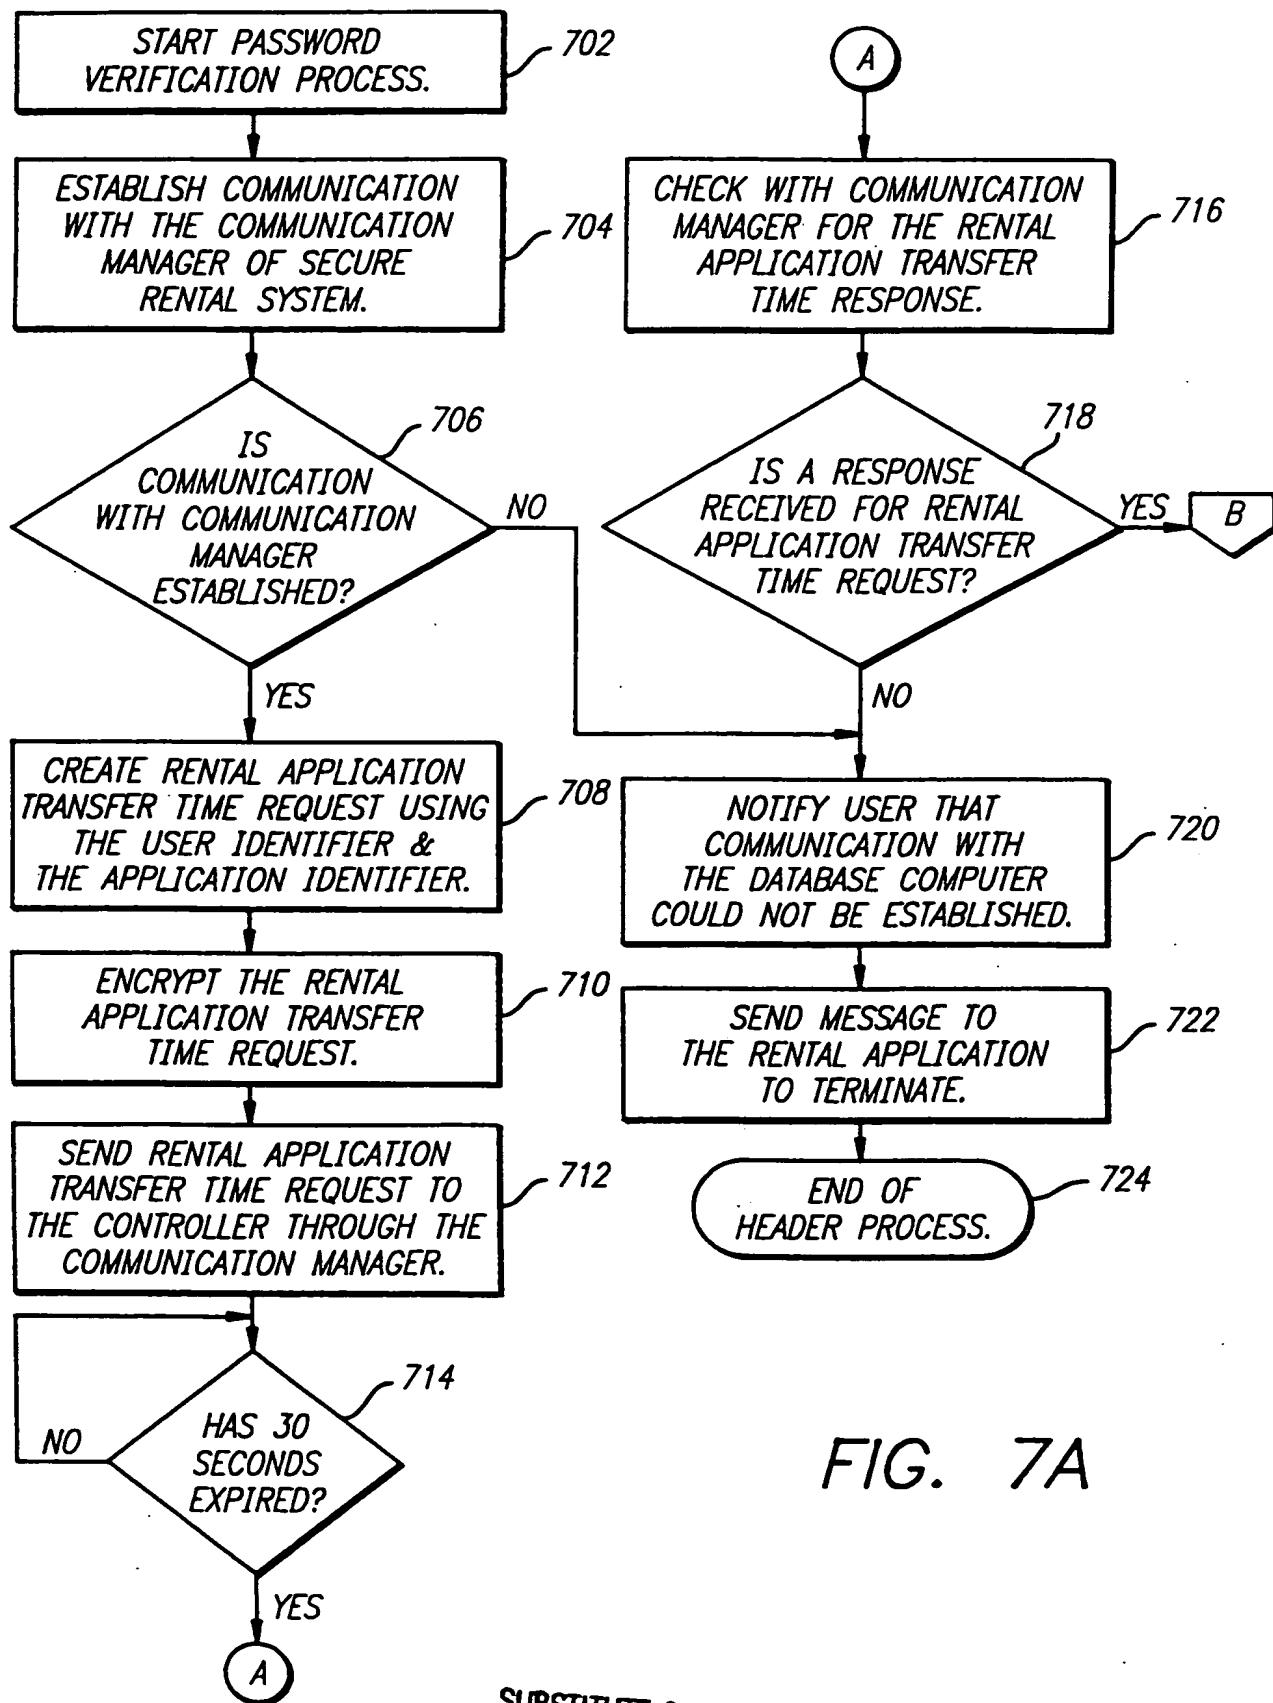 START PASSWORD
VERIFICATION PROCESS.
702
ESTABLISH COMMUNICATION
WITH THE COMMUNICATION
MANAGER OF SECURE
RENTAL SYSTEM.
704
IS
COMMUNICATION
WITH COMMUNICATION
MANAGER
ESTABLISHED?
706
NO
YES
CREATE RENTAL APPLICATION
TRANSFER TIME REQUEST USING
THE USER IDENTIFIER &
THE APPLICATION IDENTIFIER.
708
ENCRYPT THE RENTAL
APPLICATION TRANSFER
TIME REQUEST.
710
SEND RENTAL APPLICATION
TRANSFER TIME REQUEST TO
THE CONTROLLER THROUGH THE
COMMUNICATION MANAGER.
712
HAS 30
SECONDS
EXPIRED?
714
NO
YES
A
A
CHECK WITH COMMUNICATION
MANAGER FOR THE RENTAL
APPLICATION TRANSFER
TIME RESPONSE.
716
IS A RESPONSE
RECEIVED FOR RENTAL
APPLICATION TRANSFER
TIME REQUEST?
718
YES
B
NO
NOTIFY USER THAT
COMMUNICATION WITH
THE DATABASE COMPUTER
COULD NOT BE ESTABLISHED.
720
SEND MESSAGE TO
THE RENTAL APPLICATION
TO TERMINATE.
722
END OF
HEADER PROCESS.
724
FIG. 7A